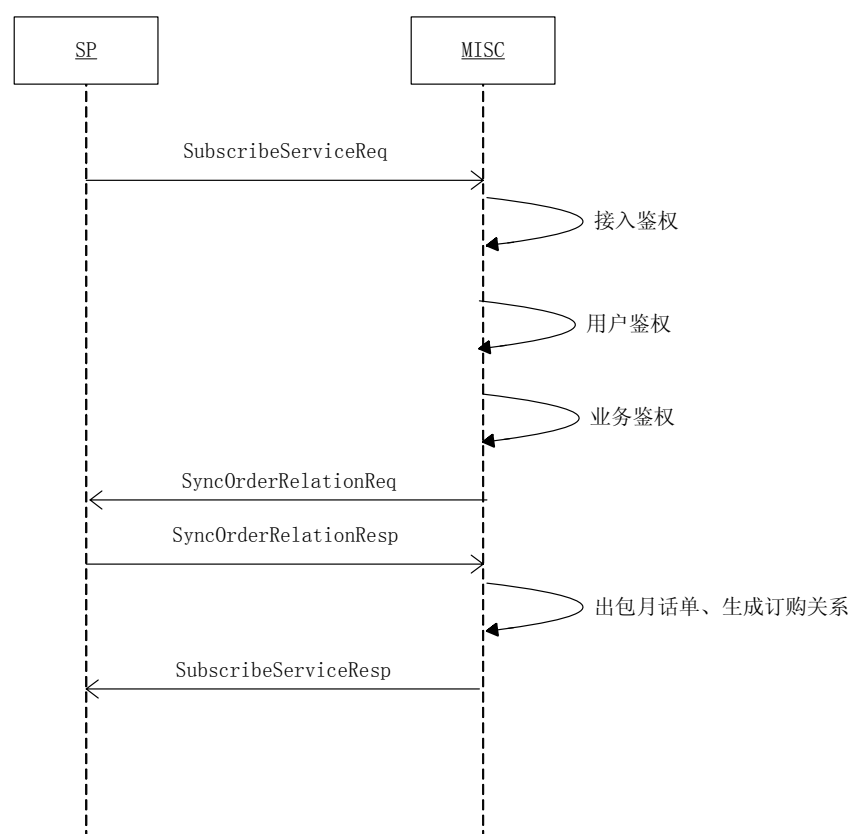 SP
MISC
SubscribeServiceReq
接入鉴权
用户鉴权
业务鉴权
SyncOrderRelationReq
SyncOrderRelationResp
出包月话单、生成订购关系
SubscribeServiceResp